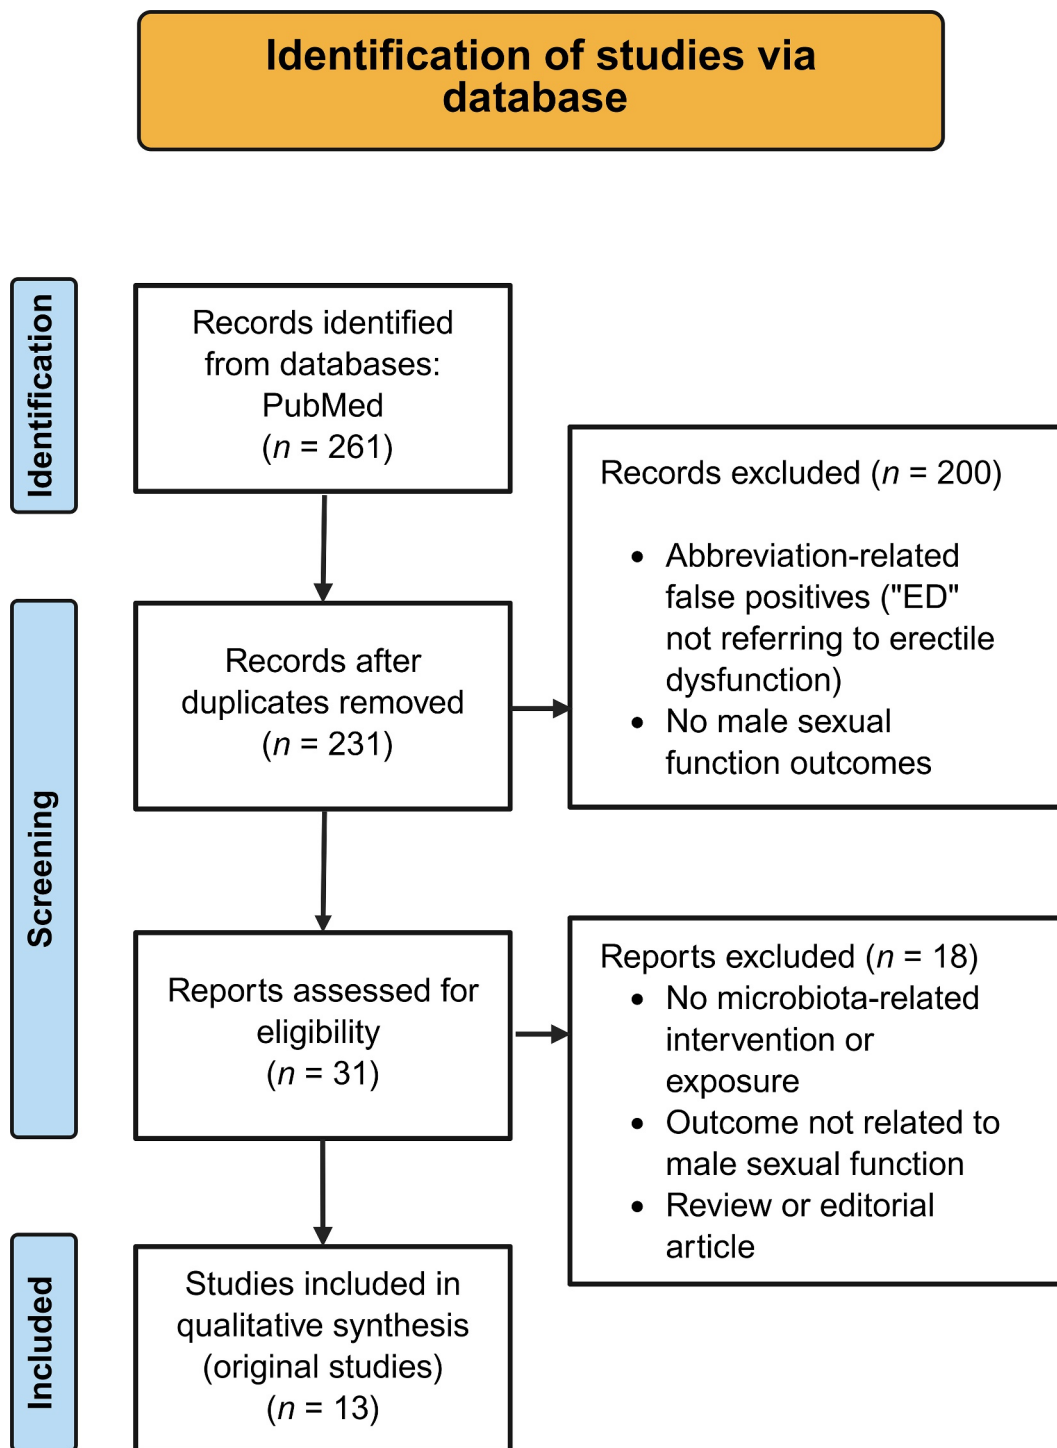 Identification of studies via
database
Identification
Records identified
from databases:
PubMed
(n = 261)
Records excluded (n = 200)
• Abbreviation-related
false positives ("ED"
not referring to erectile
dysfunction)
• No male sexual
function outcomes
Screening
Records after
duplicates removed
(n = 231)
Reports assessed for
eligibility
(n = 31)
Reports excluded (n = 18)
• No microbiota-related
intervention or
exposure
• Outcome not related to
male sexual function
• Review or editorial
article
Included
Studies included in
qualitative synthesis
(original studies)
(n = 13)